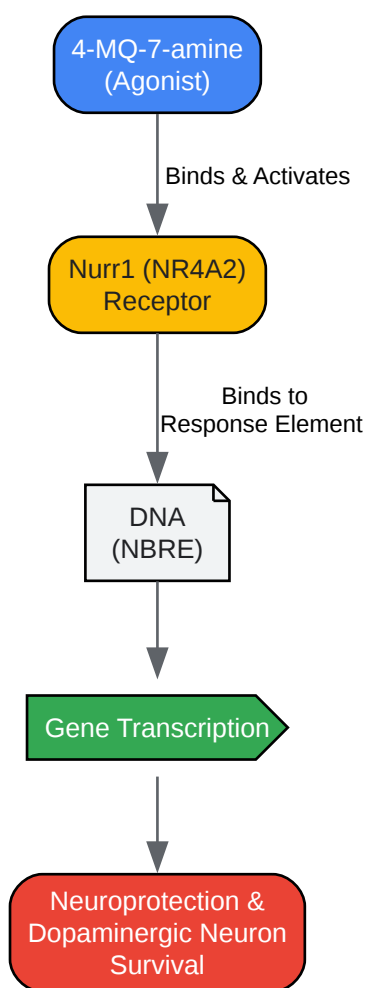 4-MQ-7-amine
(Agonist)
Binds & Activates
Nurr1 (NR4A2)
Receptor
Binds to
Response Element
DNA
(NBRE)
Gene Transcription
Neuroprotection &
Dopaminergic Neuron
Survival